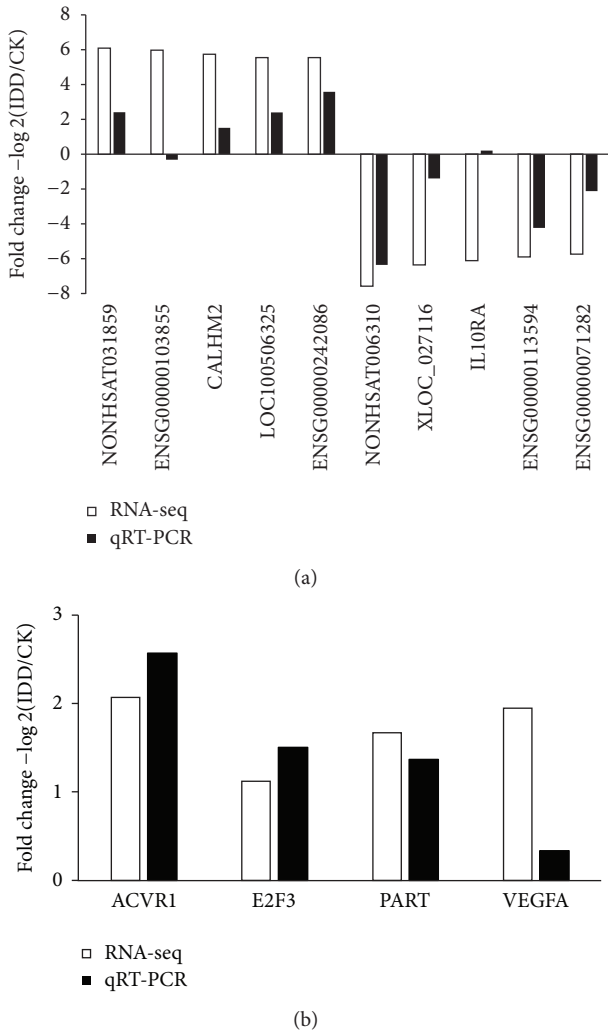 8
6
4
2
0
−2
−4
−6
−8
Fold change −log 2(IDD/CK)
NONHSAT031859
ENSG00000103855
CALHM2
LOC100506325
ENSG00000242086
NONHSAT006310
XLOC_027116
IL10RA
ENSG00000113594
ENSG00000071282
RNA-seq
qRT-PCR
(a)
3
2
1
0
Fold change −log 2(IDD/CK)
ACVR1 E2F3 PART VEGFA
RNA-seq
qRT-PCR
(b)